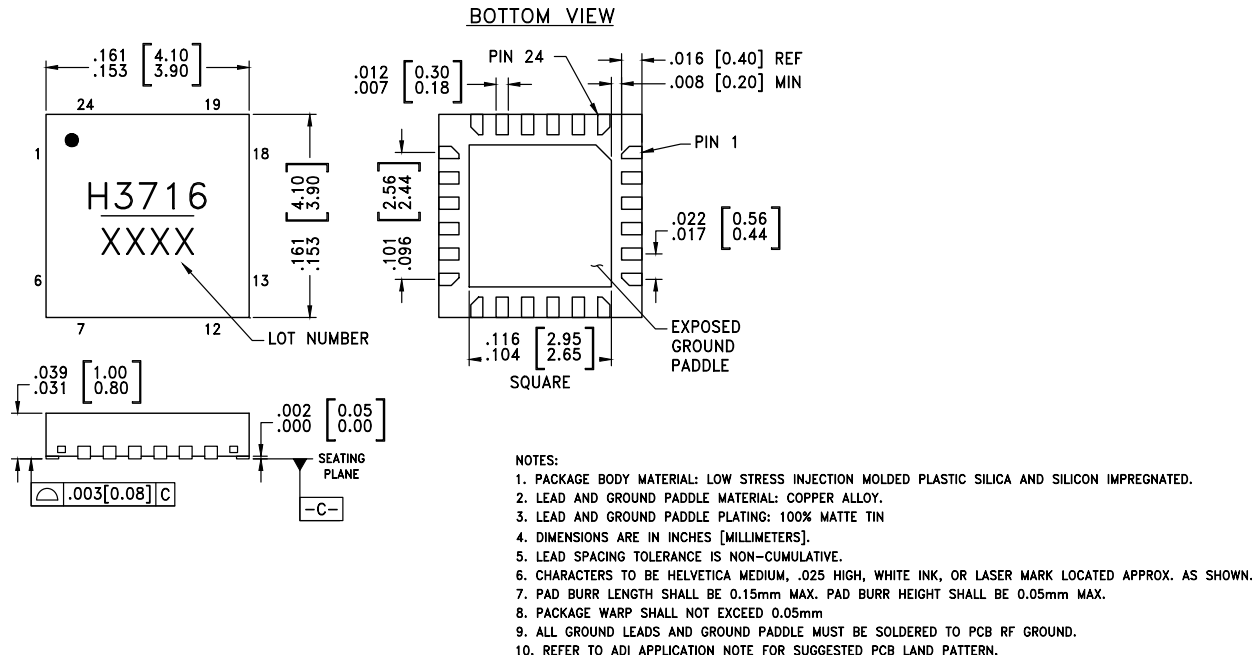 BOTTOM VIEW
.161 [4.10]
.153 [3.90]
24 19
1 18
H3716
XXXX
6 13
7 12
LOT NUMBER
.161 [4.10]
.153 [3.90]
.012 [0.30]
.007 [0.18]
PIN 24
.016 [0.40] REF
.008 [0.20] MIN
PIN 1
.101 [2.56]
.096 [2.44]
.022 [0.56]
.017 [0.44]
.116 [2.95]
.104 [2.65]
SQUARE
EXPOSED
GROUND
PADDLE
.039 [1.00]
.031 [0.80]
.002 [0.05]
.000 [0.00]
SEATING
PLANE
.003[0.08] C
-C-
NOTES:
1. PACKAGE BODY MATERIAL: LOW STRESS INJECTION MOLDED PLASTIC SILICA AND SILICON IMPREGNATED.
2. LEAD AND GROUND PADDLE MATERIAL: COPPER ALLOY.
3. LEAD AND GROUND PADDLE PLATING: 100% MATTE TIN
4. DIMENSIONS ARE IN INCHES [MILLIMETERS].
5. LEAD SPACING TOLERANCE IS NON-CUMULATIVE.
6. CHARACTERS TO BE HELVETICA MEDIUM, .025 HIGH, WHITE INK, OR LASER MARK LOCATED APPROX. AS SHOWN.
7. PAD BURR LENGTH SHALL BE 0.15mm MAX. PAD BURR HEIGHT SHALL BE 0.05mm MAX.
8. PACKAGE WARP SHALL NOT EXCEED 0.05mm
9. ALL GROUND LEADS AND GROUND PADDLE MUST BE SOLDERED TO PCB RF GROUND.
10. REFER TO ADI APPLICATION NOTE FOR SUGGESTED PCB LAND PATTERN.